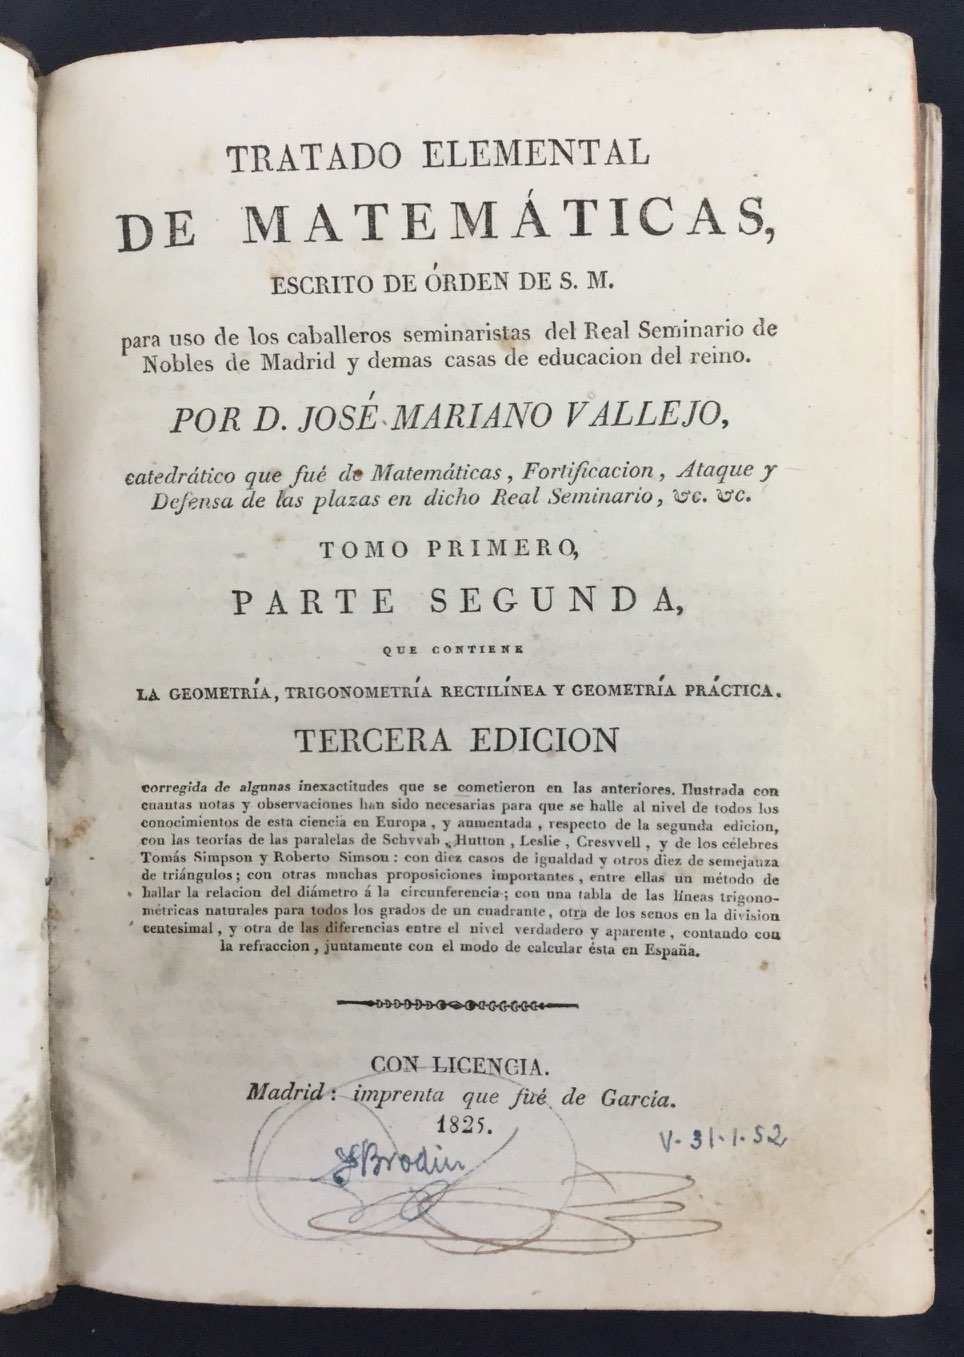 TRATADO ELEMENTAL
DE MATEMÁTICAS,
ESCRITO DE ÓRDEN DE S. M.
para uso de los caballeros seminaristas del Real Seminario de
Nobles de Madrid y demas casas de educacion del reino.
POR D. JOSÉ MARIANO VALLEJO,
catedrático que fué de Matemáticas, Fortificacion, Ataque y
Defensa de las plazas en dicho Real Seminario, &c. &c.
TOMO PRIMERO,
PARTE SEGUNDA,
QUE CONTIENE
LA GEOMETRÍA, TRIGONOMETRÍA RECTILÍNEA Y GEOMETRÍA PRÁCTICA.
TERCERA EDICION
corregida de algunas inexactitudes que se cometieron en las anteriores. Ilustrada con
cuantas notas y observaciones han sido necesarias para que se halle al nivel de todos los
conocimientos de esta ciencia en Europa, y aumentada, respecto de la segunda edicion,
con las teorías de las paralelas de Schvvab, Hutton, Leslie, Cresvvell, y de los célebres
Tomás Simpson y Roberto Simson: con diez casos de igualdad y otros diez de semejanza
de triángulos; con otras muchas proposiciones importantes, entre ellas un método de
hallar la relacion del diámetro á la circunferencia; con una tabla de las líneas trigono-
métricas naturales para todos los grados de un cuadrante, otra de los senos en la division
centesimal, y otra de las diferencias entre el nivel verdadero y aparente, contando con
la refraccion, juntamente con el modo de calcular ésta en España.
CON LICENCIA.
Madrid: imprenta que fué de García.
1825.
V-31-1-52
Brodin